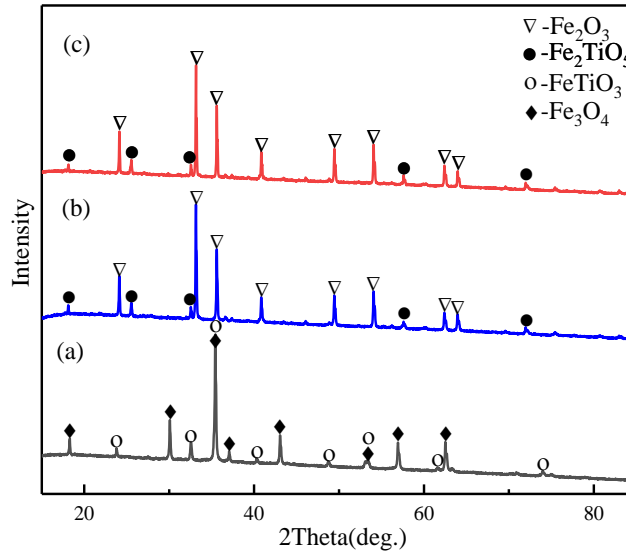 ▽-Fe₂O₃
●-Fe₂TiO₅
○-FeTiO₃
◆-Fe₃O₄
(c)
(b)
(a)
Intensity
20 40 60 80
2Theta(deg.)